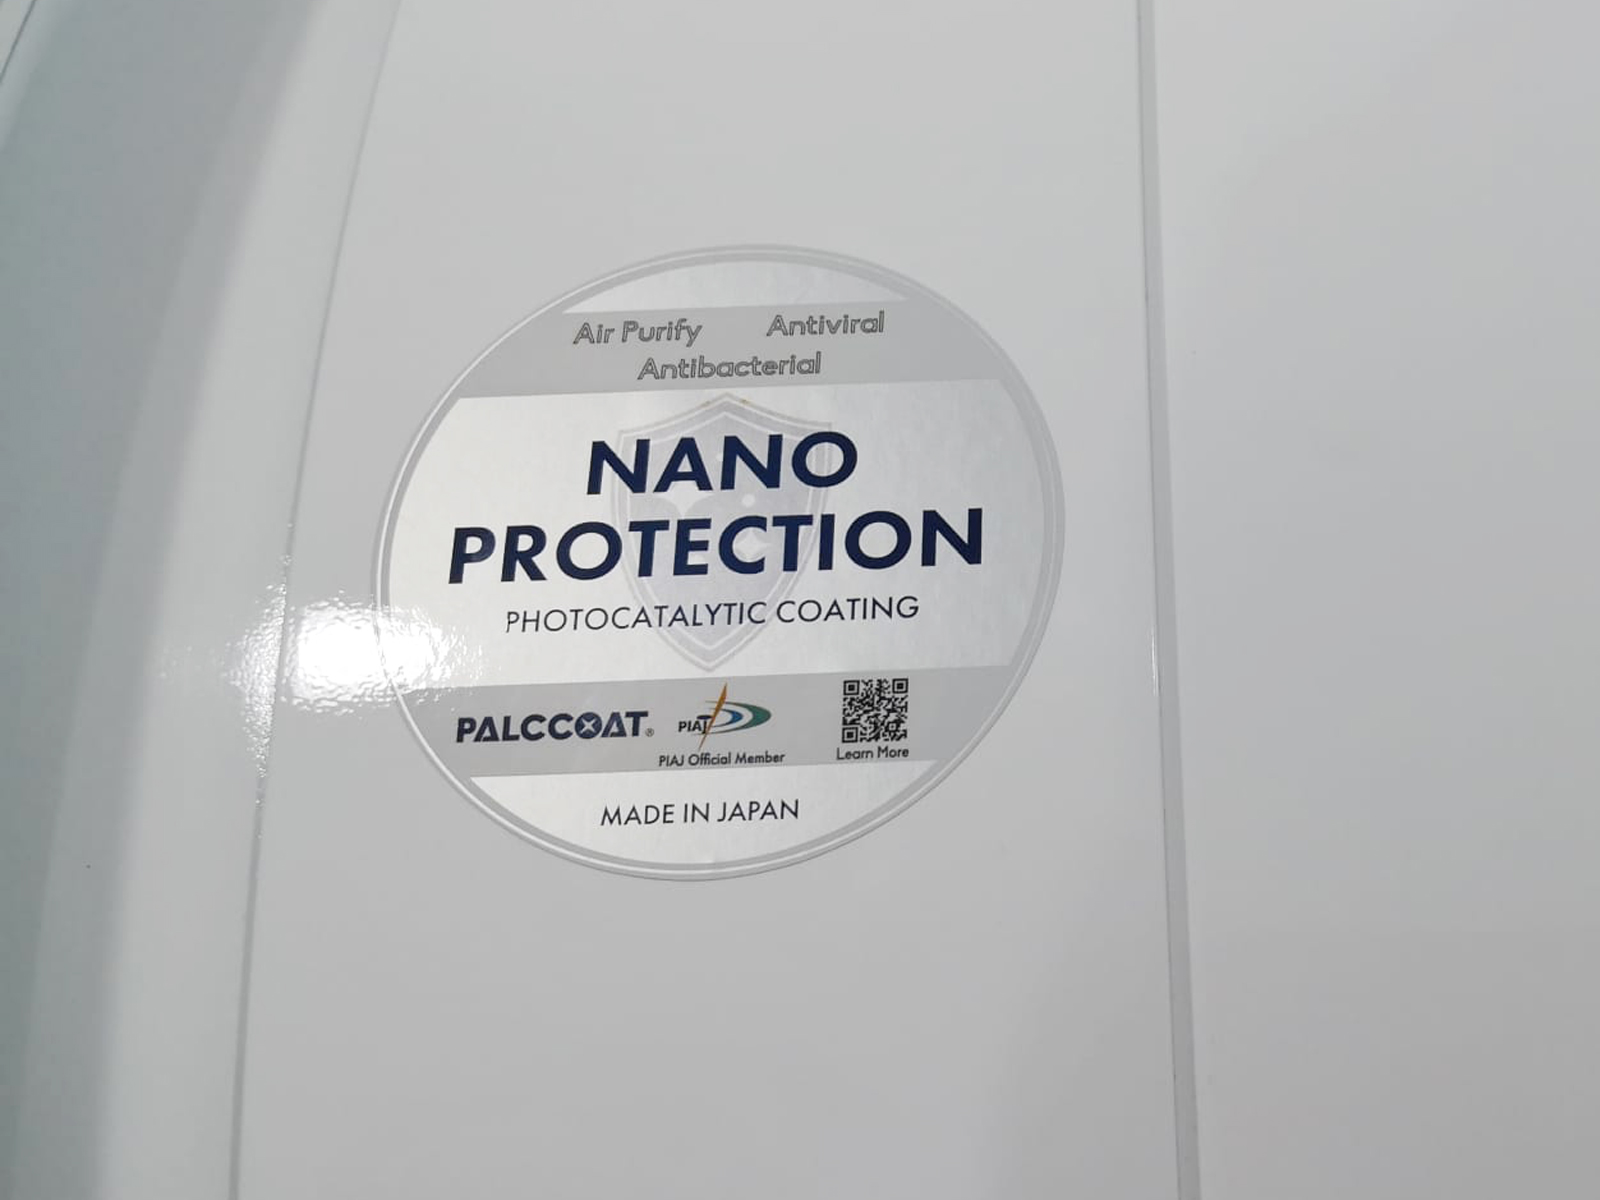 Air Purify Antiviral
Antibacterial
NANO
PROTECTION
PHOTOCATALYTIC COATING
PALCCOAT®
PIAJ
PIAJ Official Member
Learn More
MADE IN JAPAN